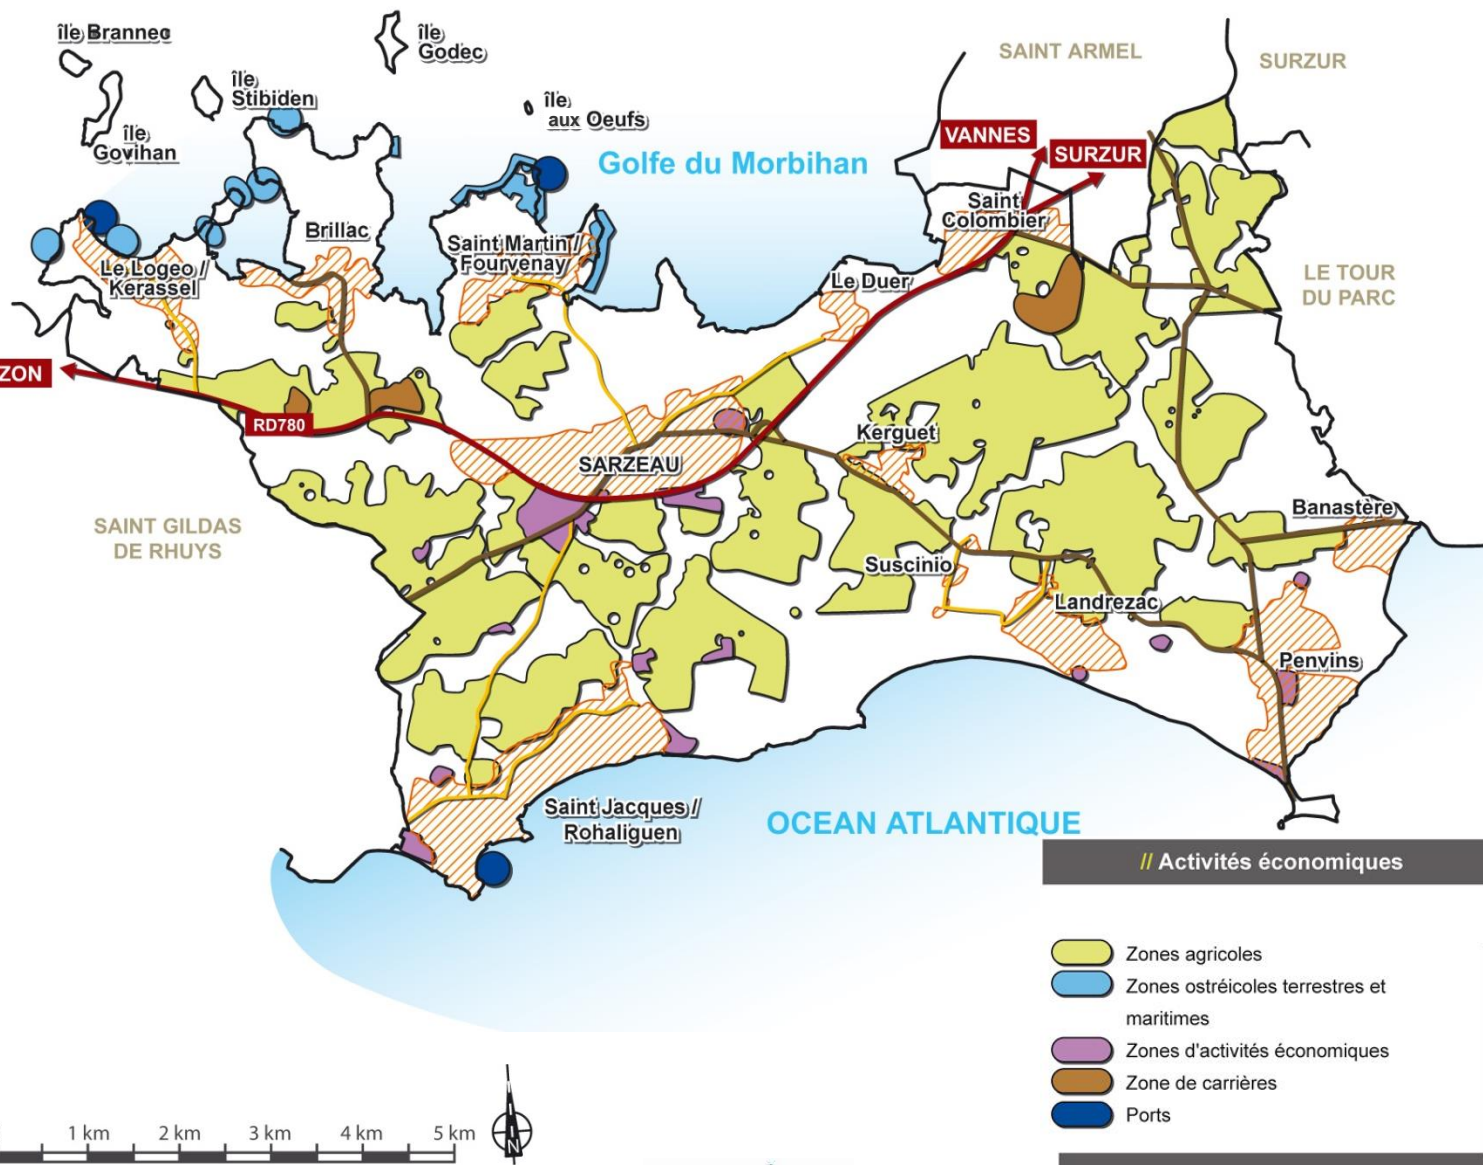 île Brannec
île
Godec
SAINT ARMEL
SURZUR
île
Stibiden
île
aux Oeufs
île
Govihan
Golfe du Morbihan
VANNES
SURZUR
Saint
Colombier
Brillac
Saint Martin /
Fourvenay
Le Logeo /
Kerassel
Le Duer
LE TOUR
DU PARC
ZON
RD780
Kerguet
SARZEAU
SAINT GILDAS
DE RHUYS
Banastère
Suscinio
Landrezac
Penvins
Saint Jacques /
Rohaliguen
OCEAN ATLANTIQUE
// Activités économiques
Zones agricoles
Zones ostréicoles terrestres et
maritimes
Zones d'activités économiques
Zone de carrières
Ports
1 km 2 km 3 km 4 km 5 km
N